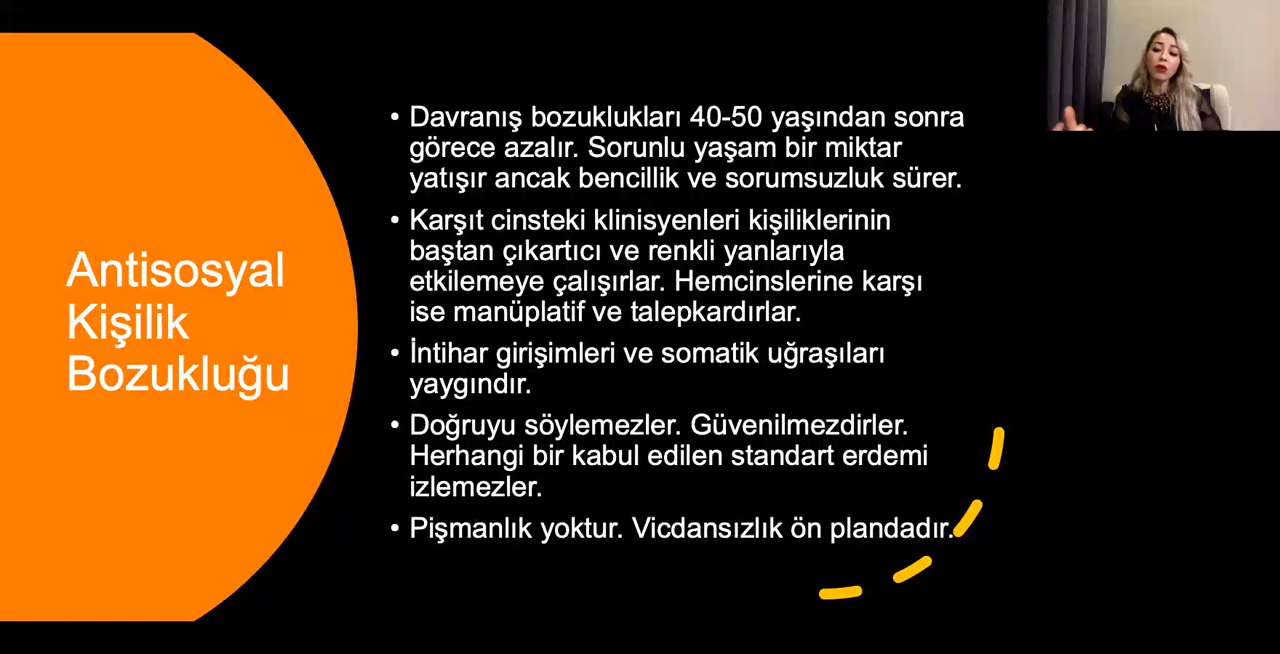 Antisosyal
Kişilik
Bozukluğu
• Davranış bozuklukları 40-50 yaşından sonra
görece azalır. Sorunlu yaşam bir miktar
yatışır ancak bencillik ve sorumsuzluk sürer.
• Karşıt cinsteki klinisyenleri kişiliklerinin
baştan çıkartıcı ve renkli yanlarıyla
etkilemeye çalışırlar. Hemcinslerine karşı
ise manüplatif ve talepkardırlar.
• İntihar girişimleri ve somatik uğraşıları
yaygındır.
• Doğruyu söylemezler. Güvenilmezdirler.
Herhangi bir kabul edilen standart erdemi
izlemezler.
• Pişmanlık yoktur. Vicdansızlık ön plandadır.